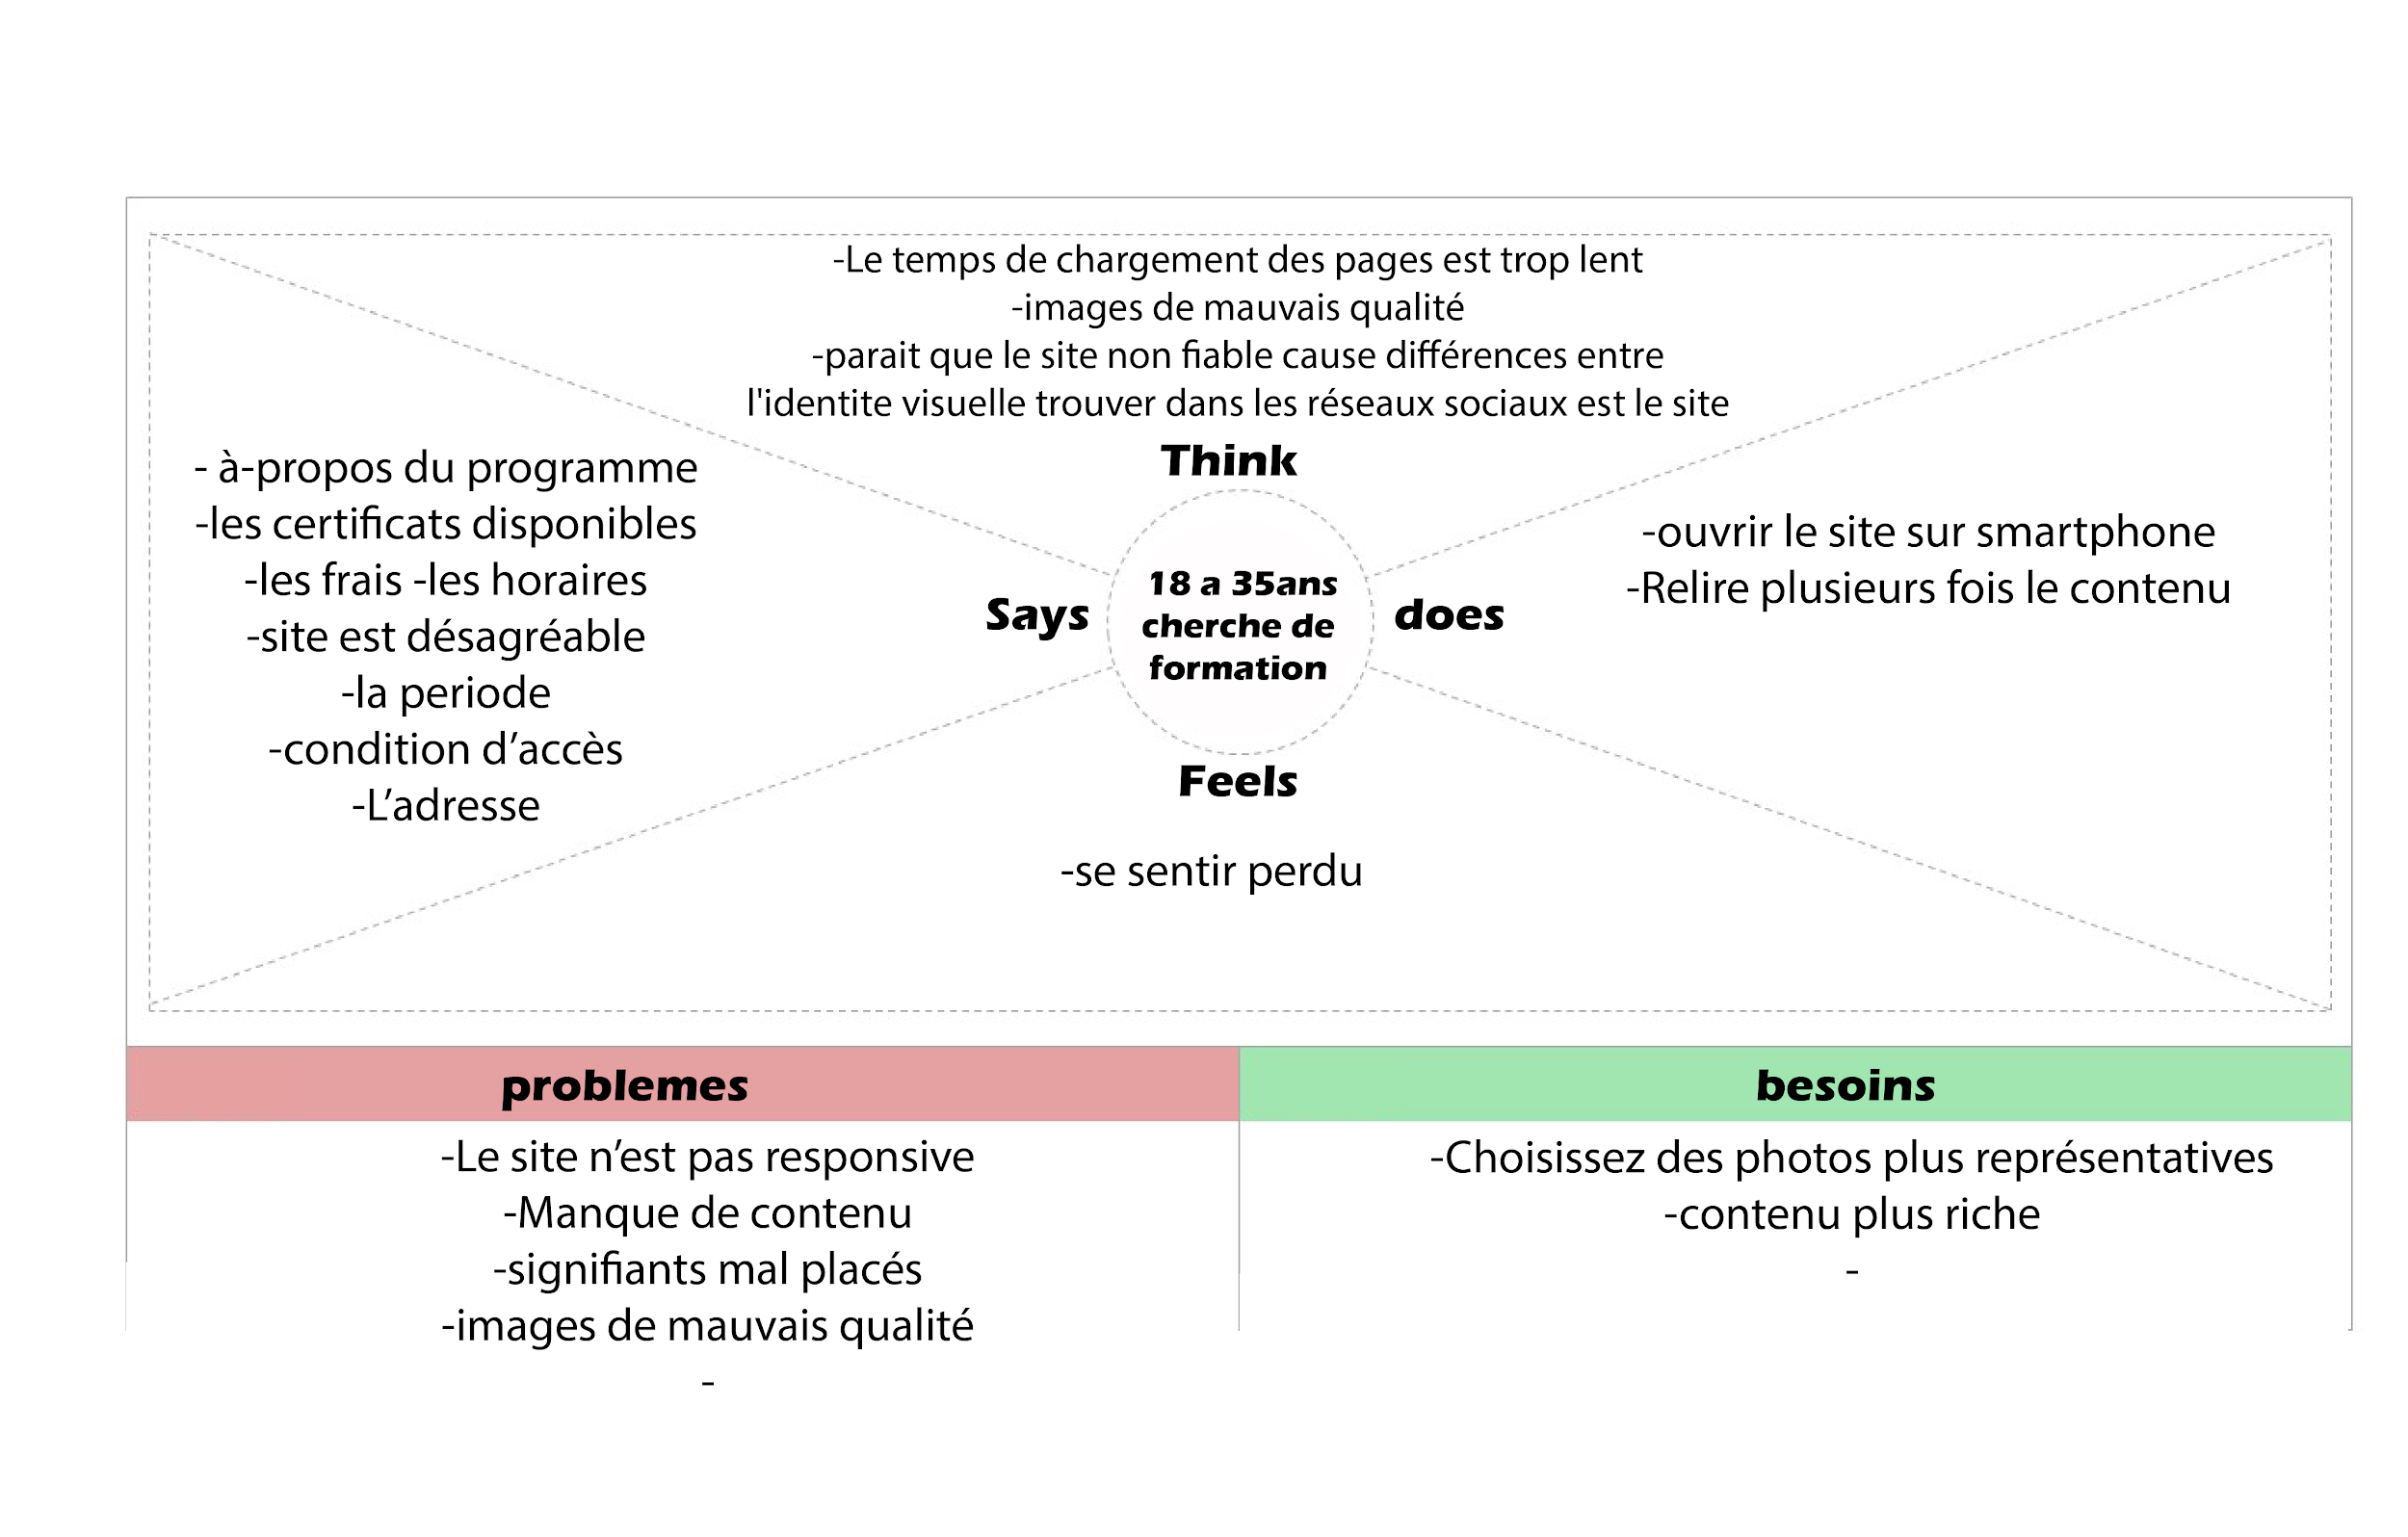 -Le temps de chargement des pages est trop lent
-images de mauvais qualité
-parait que le site non fiable cause différences entre
l'identite visuelle trouver dans les réseaux sociaux est le site
Think
- à-propos du programme
-les certificats disponibles
-les frais -les horaires
-site est désagréable
-la periode
-condition d’accès
-L’adresse
Says
18 a 35ans
cherche de
formation
does
-ouvrir le site sur smartphone
-Relire plusieurs fois le contenu
Feels
-se sentir perdu
problemes
-Le site n’est pas responsive
-Manque de contenu
-signifiants mal placés
-images de mauvais qualité
-
besoins
-Choisissez des photos plus représentatives
-contenu plus riche
-